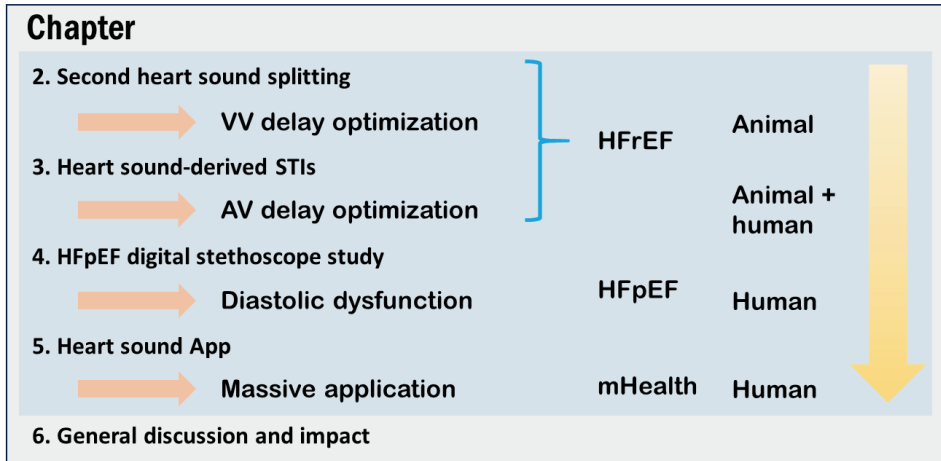 Chapter
2. Second heart sound splitting
VV delay optimization
HFrEF
Animal
3. Heart sound-derived STIs
AV delay optimization
Animal +
human
4. HFpEF digital stethoscope study
Diastolic dysfunction
HFpEF
Human
5. Heart sound App
Massive application
mHealth
Human
6. General discussion and impact